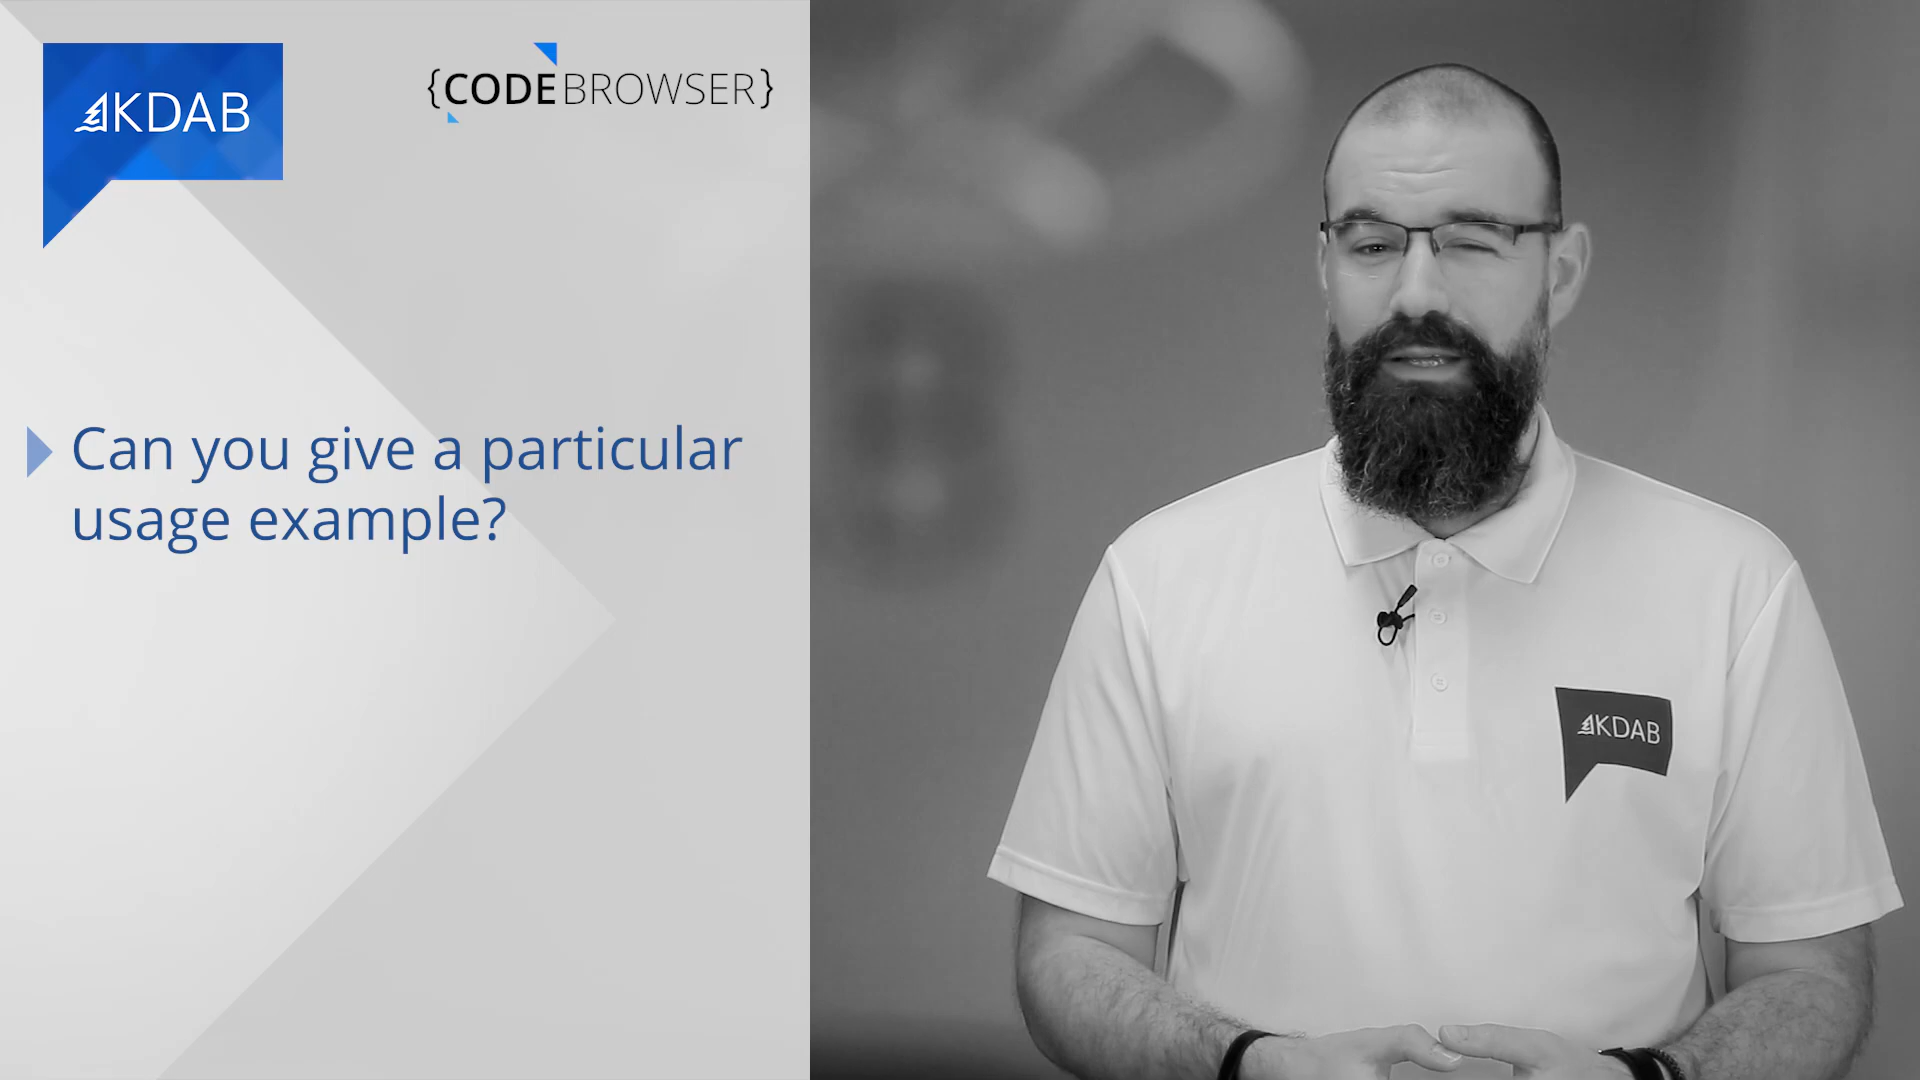 KDAB
{CODEBROWSER}
Can you give a particular
usage example?
KDAB